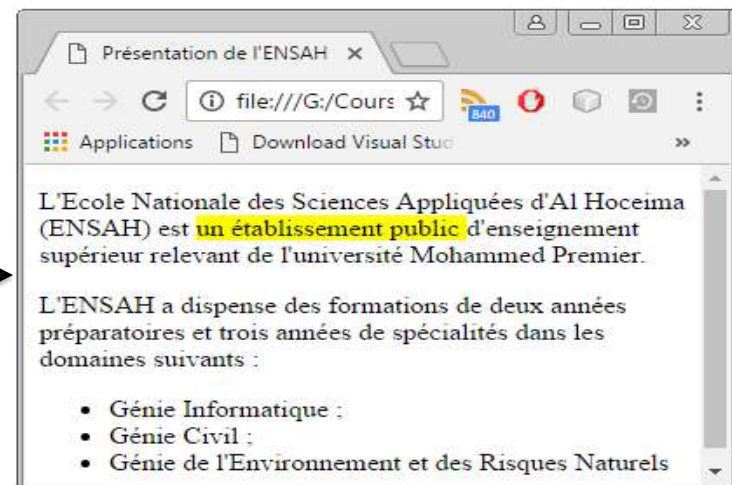 Présentation de l'ENSAH
file:///G:/Cours
840
Applications
Download Visual Stud
»
L'Ecole Nationale des Sciences Appliquées d'Al Hoceima
(ENSAH) est un établissement public d'enseignement
supérieur relevant de l'université Mohammed Premier.
L'ENSAH a dispense des formations de deux années
préparatoires et trois années de spécialités dans les
domaines suivants :
• Génie Informatique ;
• Génie Civil ;
• Génie de l'Environnement et des Risques Naturels